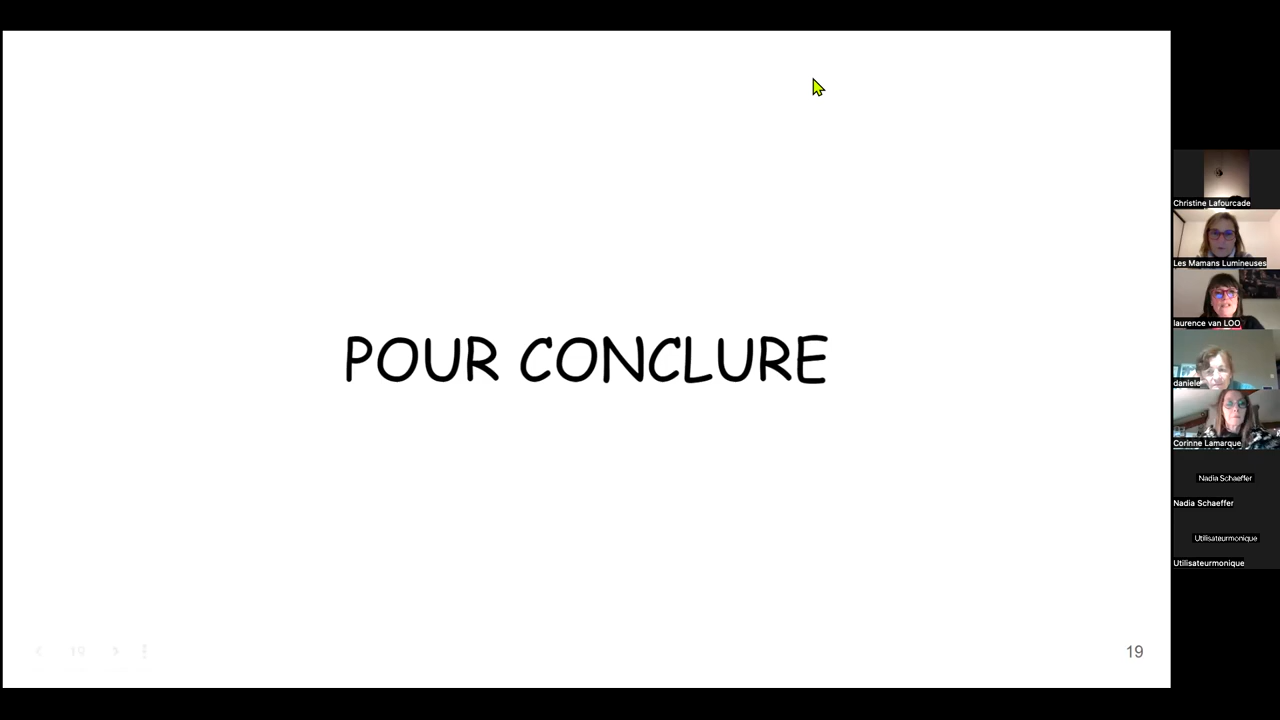 POUR CONCLURE
19
Christine Lafourcade
Les Mamans Lumineuses
laurence van LOO
daniele
Corinne Lamarque
Nadia Schaeffer
Nadia Schaeffer
Utilisateurmonique
Utilisateurmonique